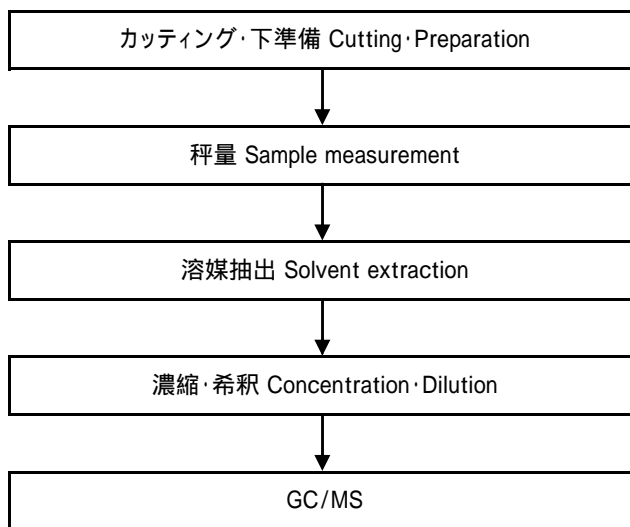 カッティング･下準備 Cutting･Preparation
秤量 Sample measurement
溶媒抽出 Solvent extraction
濃縮･希釈 Concentration･Dilution
GC/MS